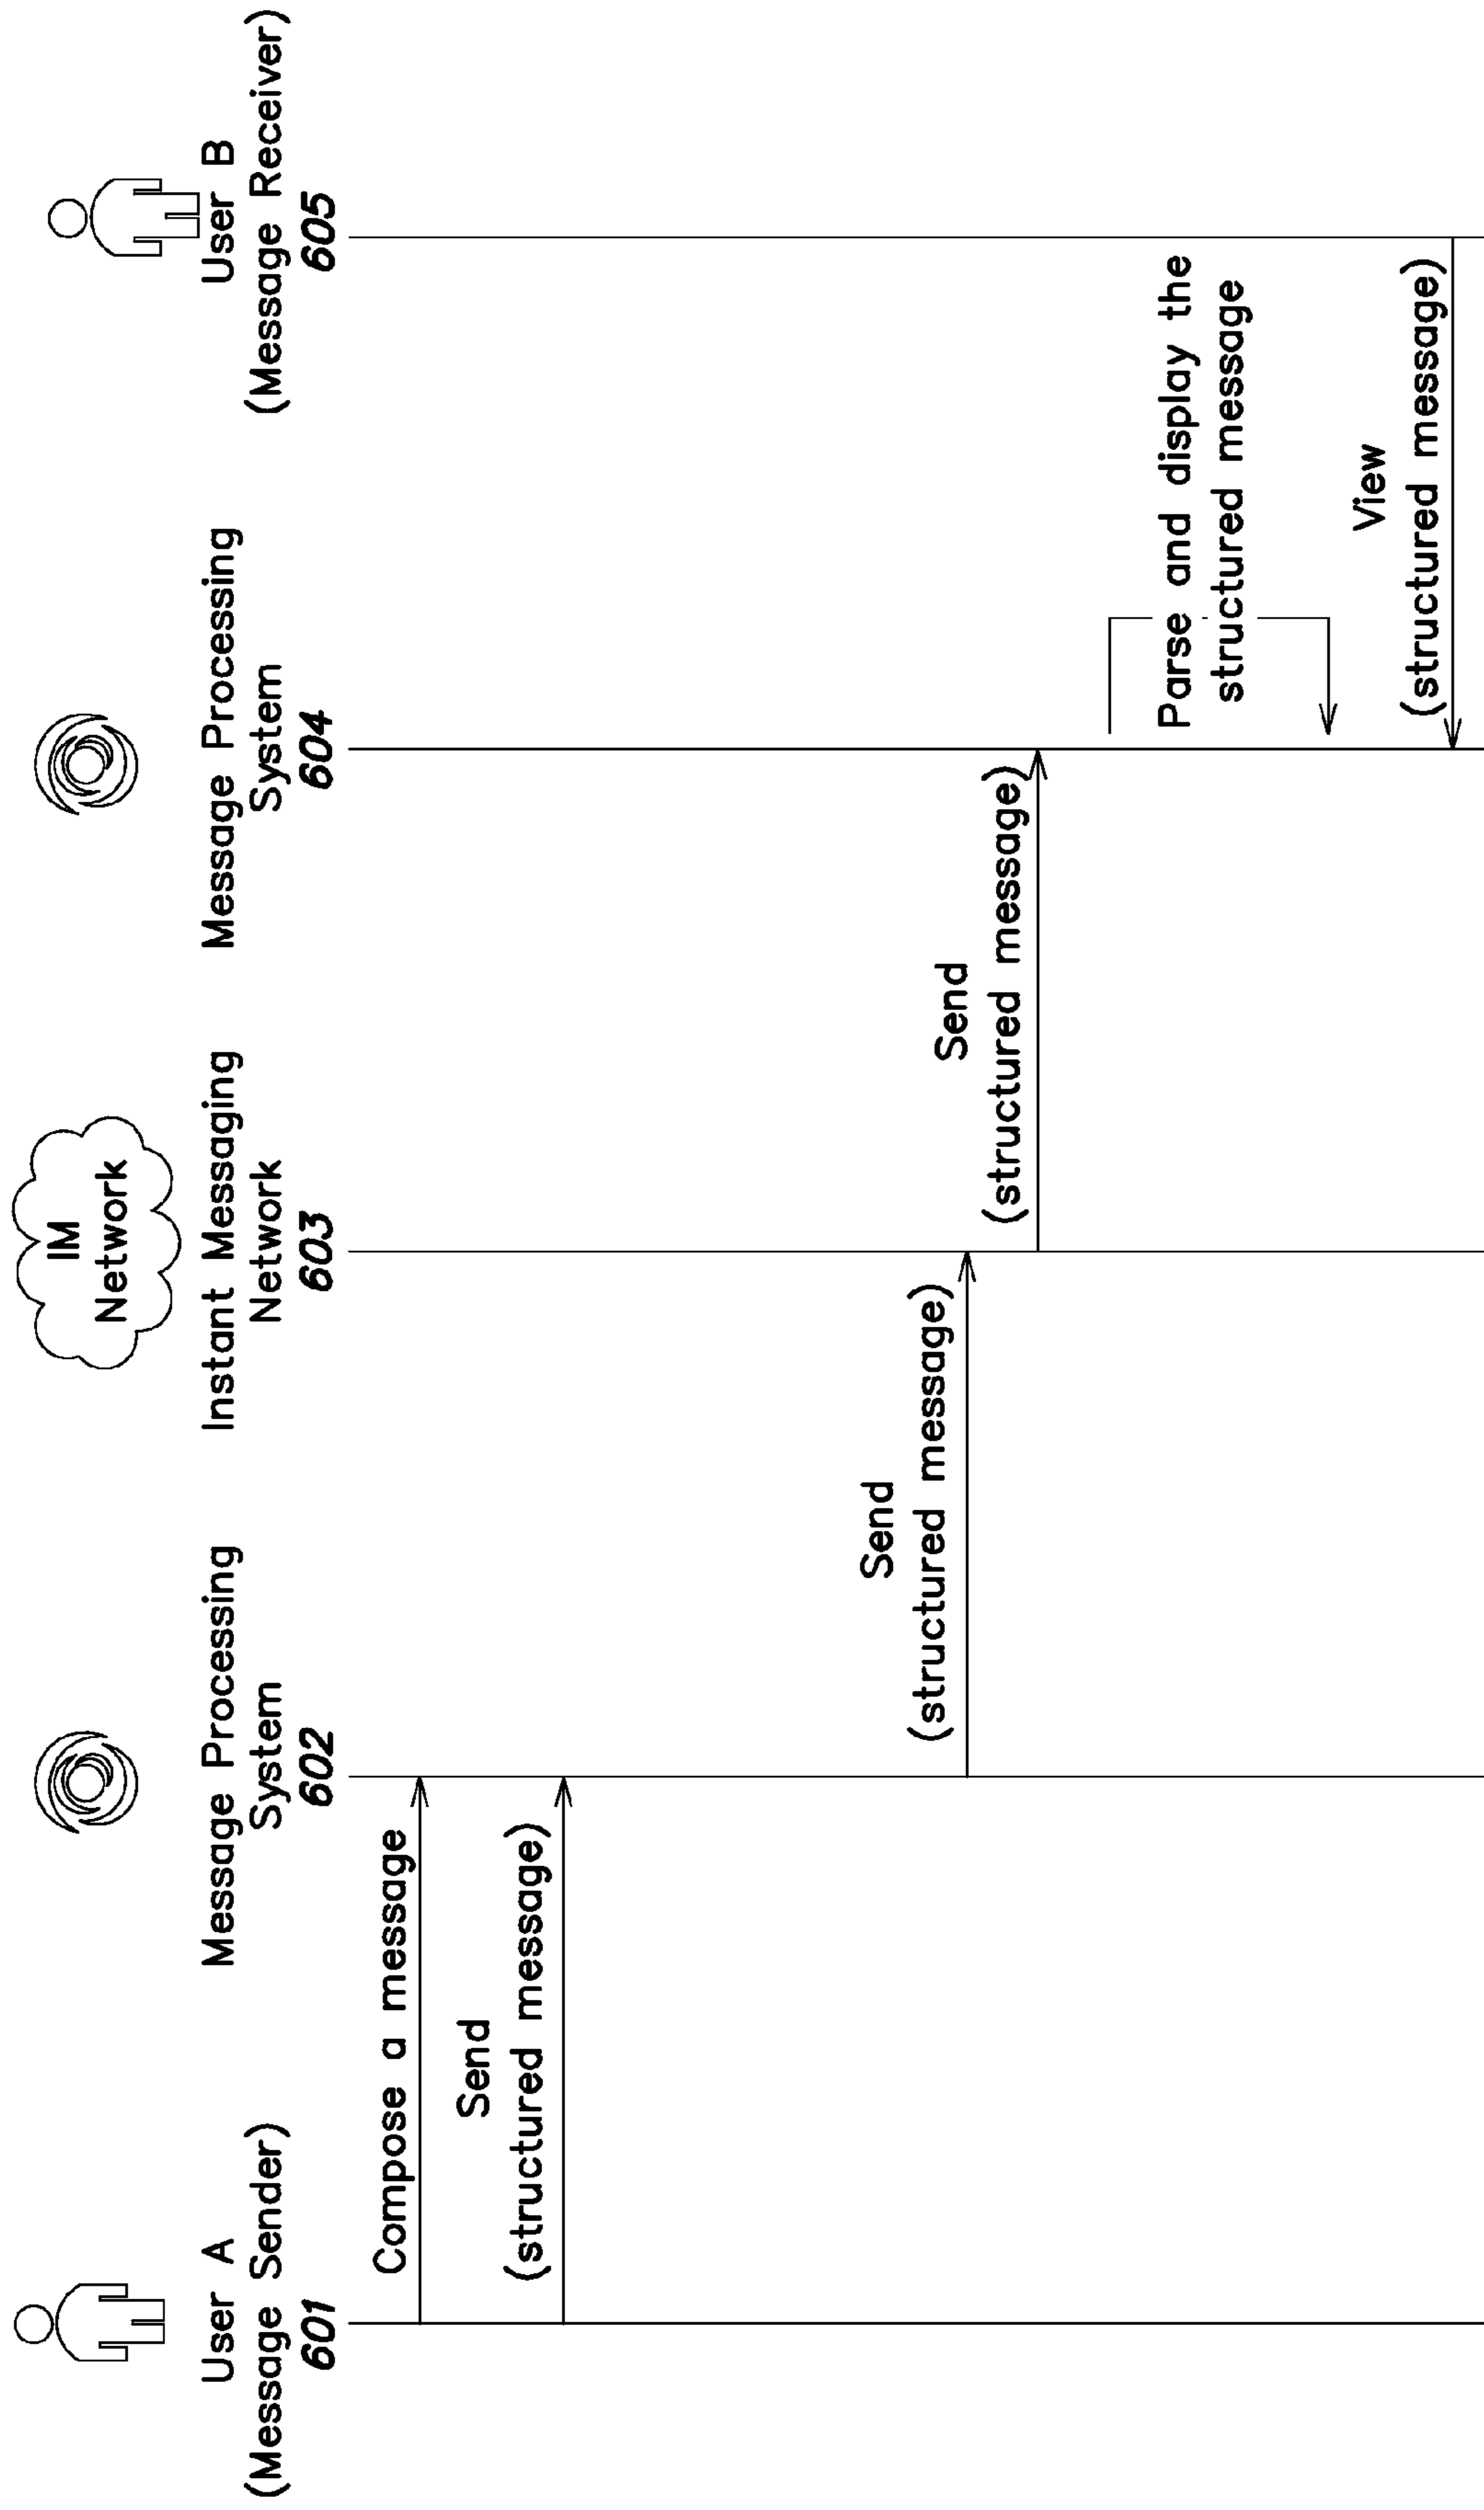 User A
(Message Sender)
601
Message Processing
System
602
IM
Network
Instant Messaging
Network
603
Message Processing
System
604
User B
(Message Receiver)
605
Compose a message
Send
(structured message)
Send
(structured message)
Send
(structured message)
Parse and display the
structured message
View
(structured message)